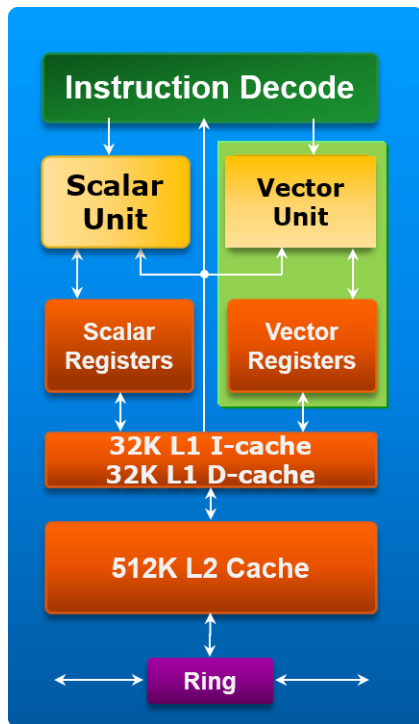 Instruction Decode
Scalar
Unit
Vector
Unit
Scalar
Registers
Vector
Registers
32K L1 I-cache
32K L1 D-cache
512K L2 Cache
Ring